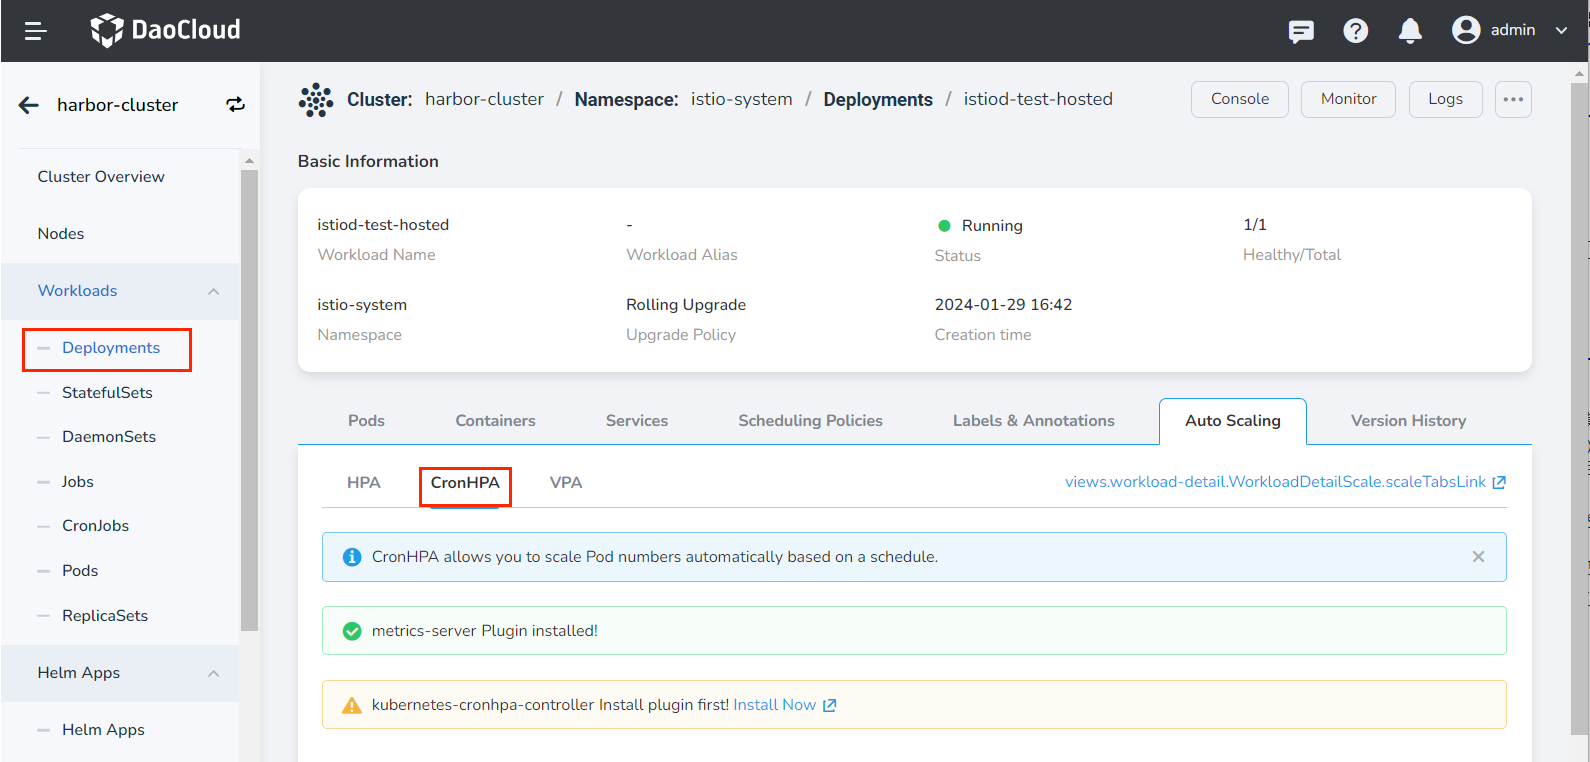 DaoCloud
admin
harbor-cluster
Cluster: harbor-cluster / Namespace: istio-system / Deployments / istiod-test-hosted
Console
Monitor
Logs
Cluster Overview
Nodes
Workloads
Deployments
StatefulSets
DaemonSets
Jobs
CronJobs
Pods
ReplicaSets
Helm Apps
Helm Apps
Basic Information
istiod-test-hosted
Workload Name
-
Workload Alias
Running
Status
1/1
Healthy/Total
istio-system
Namespace
Rolling Upgrade
Upgrade Policy
2024-01-29 16:42
Creation time
Pods Containers Services Scheduling Policies Labels & Annotations Auto Scaling Version History
HPA CronHPA VPA views.workload-detail.WorkloadDetailScale.scaleTabsLink
CronHPA allows you to scale Pod numbers automatically based on a schedule.
metrics-server Plugin installed!
kubernetes-cronhpa-controller Install plugin first! Install Now